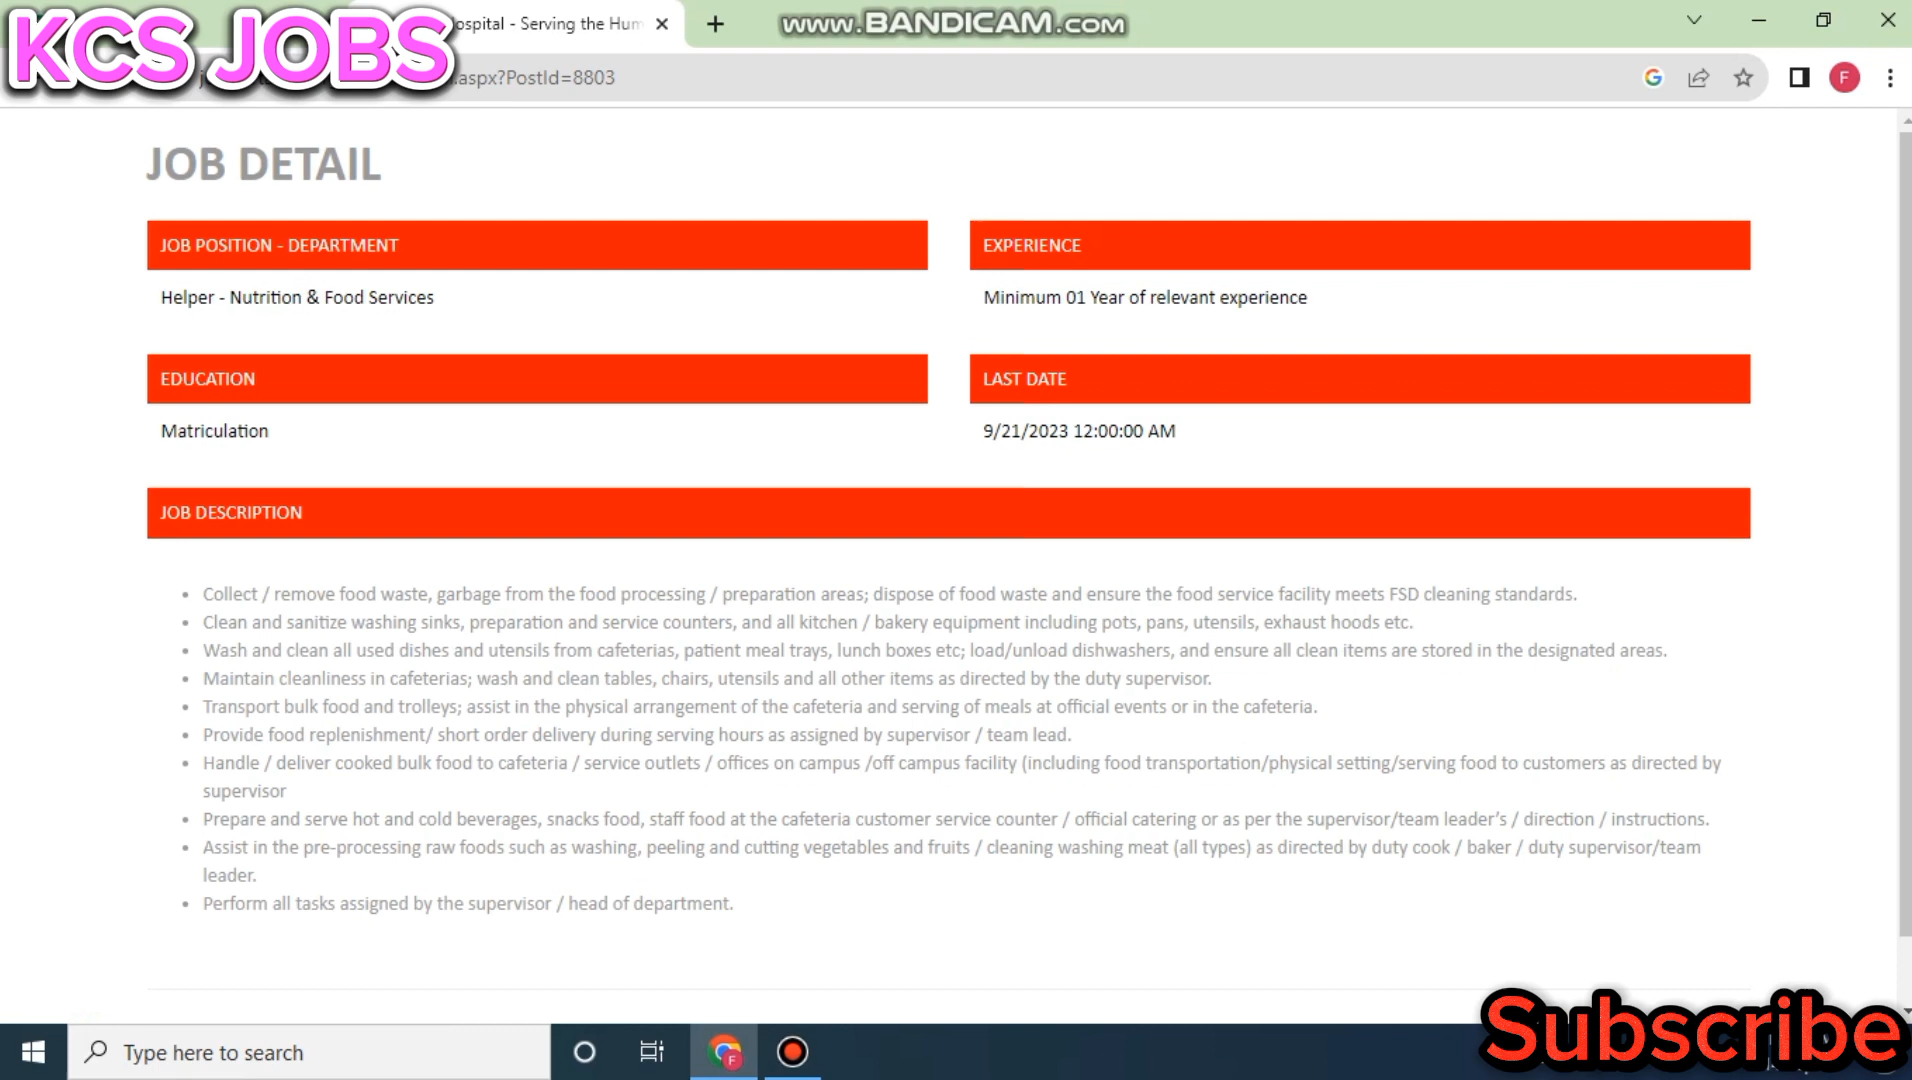 KCS JOBS
ospital - Serving the Hum
www.BANDICAM.com
.aspx?PostId=8803
F
JOB DETAIL
JOB POSITION - DEPARTMENT
EXPERIENCE
Helper - Nutrition & Food Services
Minimum 01 Year of relevant experience
EDUCATION
LAST DATE
Matriculation
9/21/2023 12:00:00 AM
JOB DESCRIPTION
Collect / remove food waste, garbage from the food processing / preparation areas; dispose of food waste and ensure the food service facility meets FSD cleaning standards.
Clean and sanitize washing sinks, preparation and service counters, and all kitchen / bakery equipment including pots, pans, utensils, exhaust hoods etc.
Wash and clean all used dishes and utensils from cafeterias, patient meal trays, lunch boxes etc; load/unload dishwashers, and ensure all clean items are stored in the designated areas.
Maintain cleanliness in cafeterias; wash and clean tables, chairs, utensils and all other items as directed by the duty supervisor.
Transport bulk food and trolleys; assist in the physical arrangement of the cafeteria and serving of meals at official events or in the cafeteria.
Provide food replenishment/ short order delivery during serving hours as assigned by supervisor / team lead.
Handle / deliver cooked bulk food to cafeteria / service outlets / offices on campus /off campus facility (including food transportation/physical setting/serving food to customers as directed by
supervisor
Prepare and serve hot and cold beverages, snacks food, staff food at the cafeteria customer service counter / official catering or as per the supervisor/team leader’s / direction / instructions.
Assist in the pre-processing raw foods such as washing, peeling and cutting vegetables and fruits / cleaning washing meat (all types) as directed by duty cook / baker / duty supervisor/team
leader.
Perform all tasks assigned by the supervisor / head of department.
Subscribe
Type here to search
F